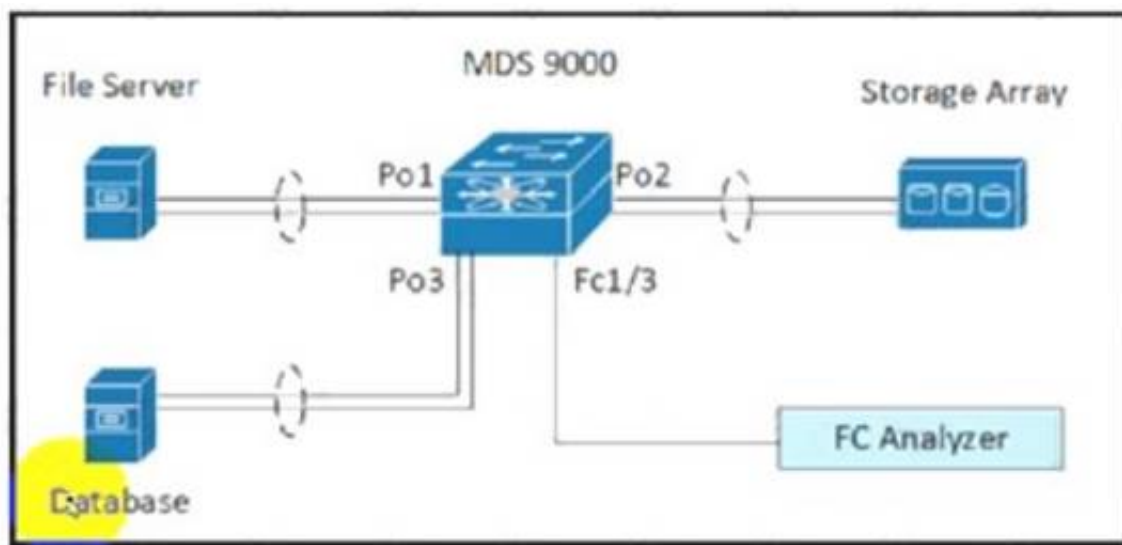 MDS 9000
File Server
Storage Array
Po1
Po2
Po3
Fc1/3
FC Analyzer
Database